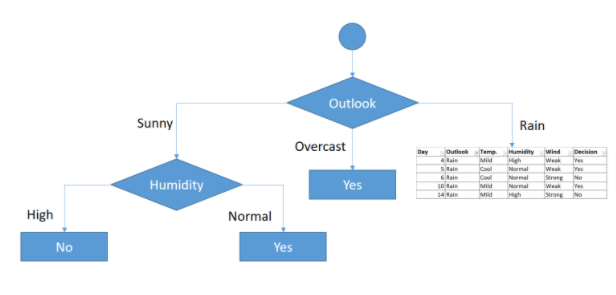 Outlook
Sunny
Rain
Overcast
Day Outlook Temp. Humidity Wind Decision
4 Rain Mild High Weak Yes
5 Rain Cool Normal Weak Yes
6 Rain Cool Normal Strong No
10 Rain Mild Normal Weak Yes
14 Rain Mild High Strong No
Humidity
Yes
High
Normal
No
Yes